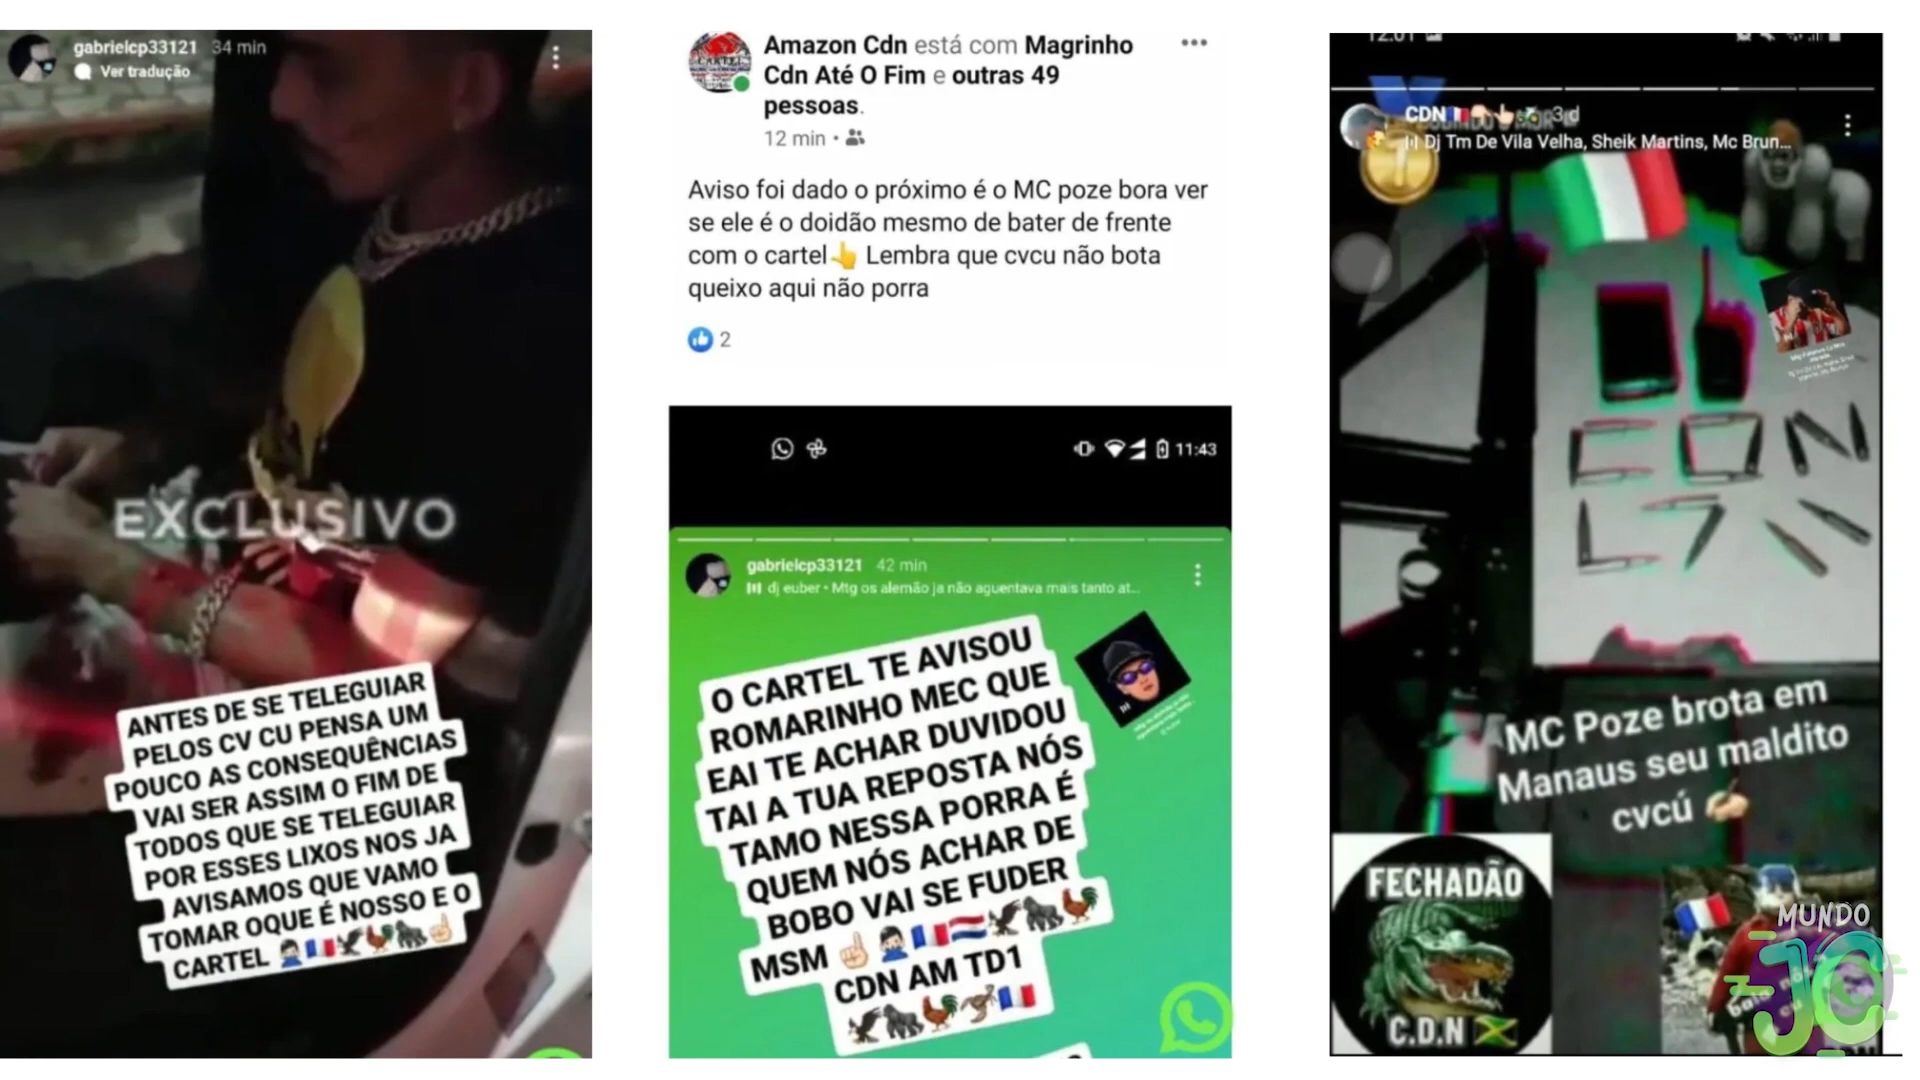 gabrielcp33121 34 min
Ver tradução
EXCLUSIVO
ANTES DE SE TELEGUIAR
PELOS CV CU PENSA UM
POUCO AS CONSEQUÊNCIAS
VAI SER ASSIM O FIM DE
TODOS QUE SE TELEGUIAR
POR ESSES LIXOS NOS JA
AVISAMOS QUE VAMO
TOMAR OQUE É NOSSO E O
CARTEL 🇫🇷🦅🐓🦍☝🏻
Amazon Cdn está com Magrinho
Cdn Até O Fim e outras 49
pessoas.
12 min
Aviso foi dado o próximo é o MC poze bora ver
se ele é o doidão mesmo de bater de frente
com o cartel👆 Lembra que cvcu não bota
queixo aqui não porra
2
11:43
gabrielcp33121 42 min
dj euber • Mtg os alemão ja não aguentava mais tanto at...
O CARTEL TE AVISOU
ROMARINHO MEC QUE
EAI TE ACHAR DUVIDOU
TAI A TUA REPOSTA NÓS
TAMO NESSA PORRA É
QUEM NÓS ACHAR DE
BOBO VAI SE FUDER
MSM
CDN AM TD1
12:01
CDN 3 d
Dj Tm De Vila Velha, Sheik Martins, Mc Brun...
1
CDN
MC Poze brota em
Manaus seu maldito
cvcú
FECHADÃO
C.D.N
MUNDO
JC